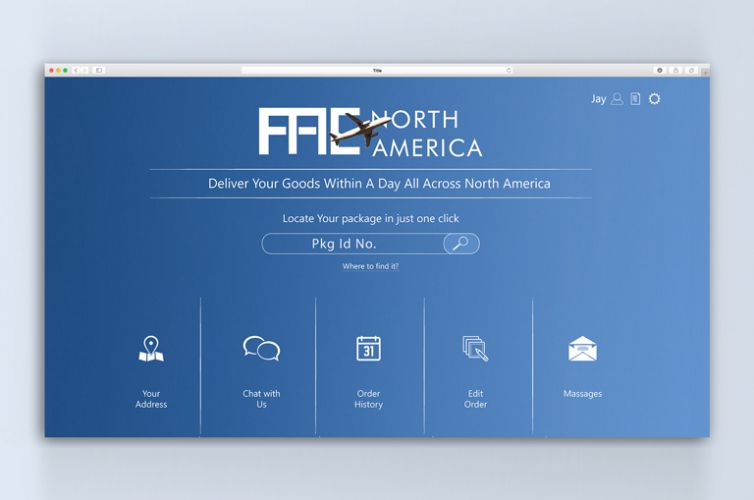 Title
Jay
FAE NORTH
AMERICA
Deliver Your Goods Within A Day All Across North America
Locate Your package in just one click
Pkg Id No.
Where to find it?
31
Your
Address
Chat with
Us
Order
History
Edit
Order
Massages